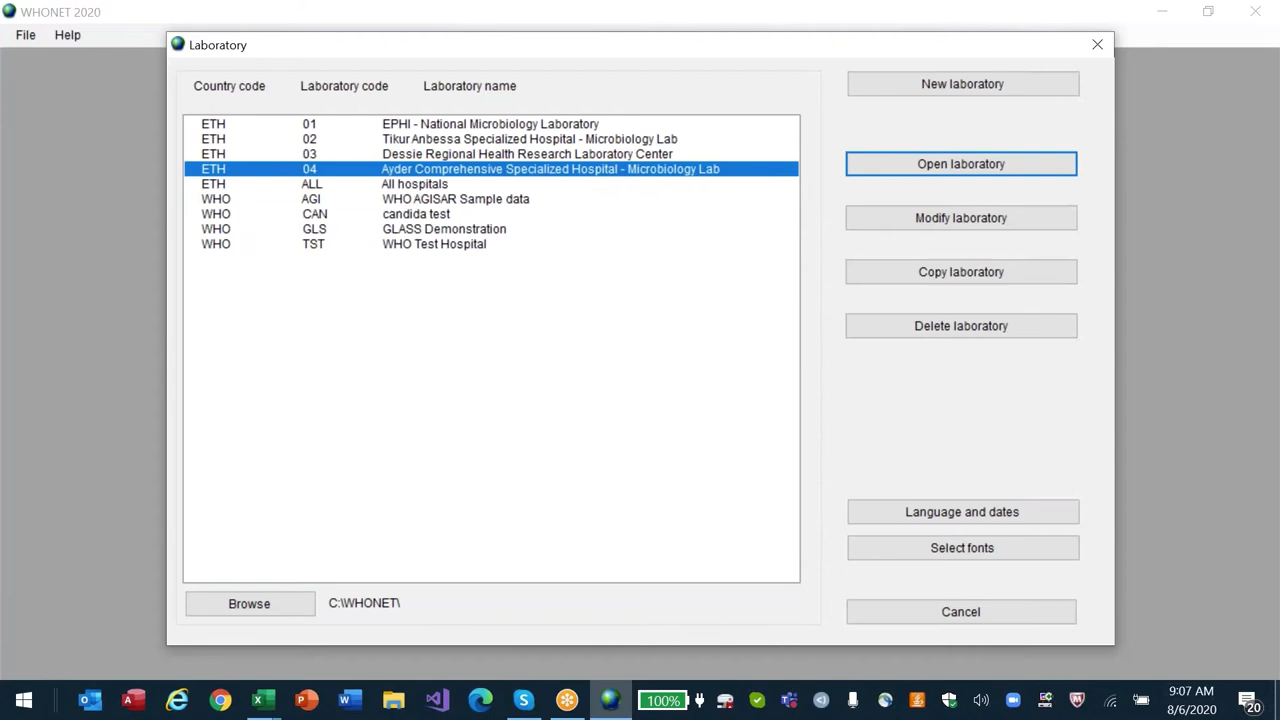 WHONET 2020
File Help
Laboratory
Country code Laboratory code Laboratory name
New laboratory
ETH 01 EPHI - National Microbiology Laboratory
ETH 02 Tikur Anbessa Specialized Hospital - Microbiology Lab
ETH 03 Dessie Regional Health Research Laboratory Center
ETH 04 Ayder Comprehensive Specialized Hospital - Microbiology Lab
ETH ALL All hospitals
WHO AGI WHO AGISAR Sample data
WHO CAN candida test
WHO GLS GLASS Demonstration
WHO TST WHO Test Hospital
Open laboratory
Modify laboratory
Copy laboratory
Delete laboratory
Language and dates
Select fonts
Browse C:\WHONET\
Cancel
100%
9:07 AM
8/6/2020
20